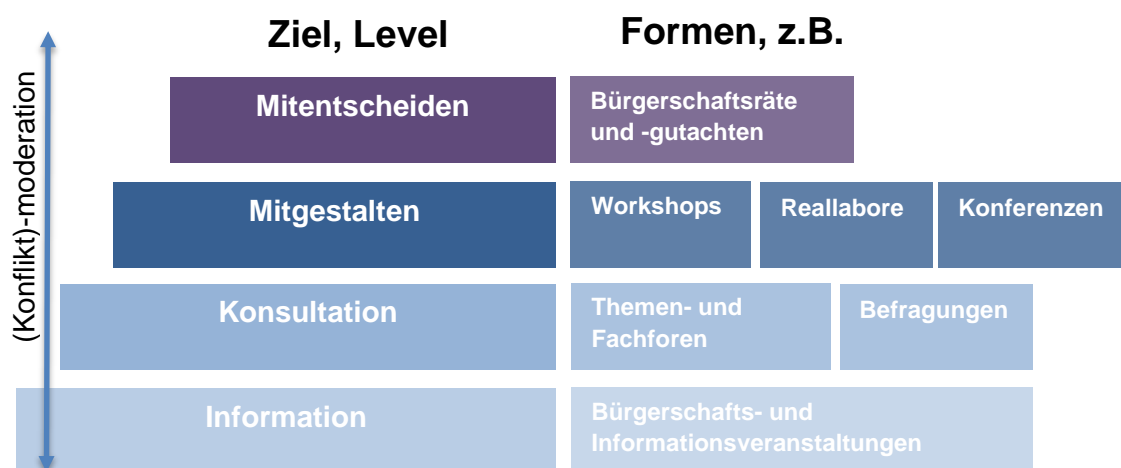 Ziel, Level
Formen, z.B.
(Konflikt)-moderation
Mitentscheiden
Bürgerschaftsräte
und -gutachten
Mitgestalten
Workshops
Reallabore
Konferenzen
Konsultation
Themen- und
Fachforen
Befragungen
Information
Bürgerschafts- und
Informationsveranstaltungen